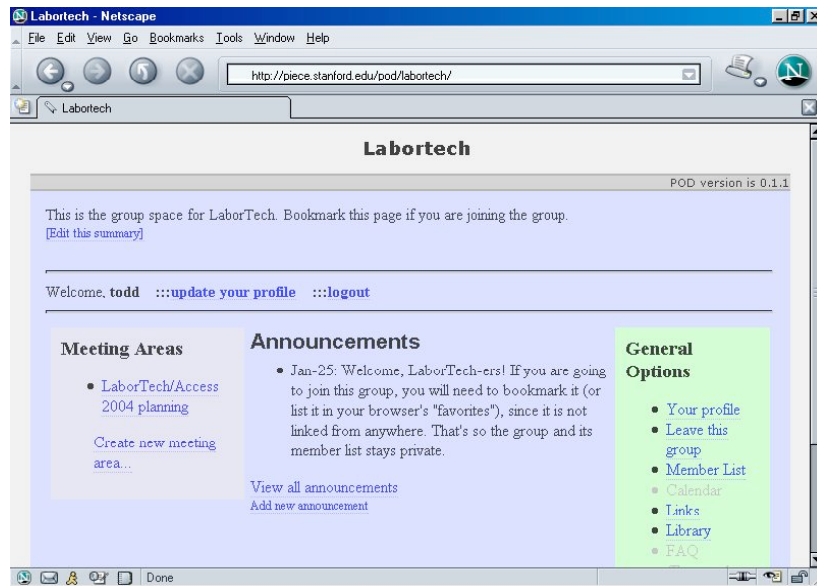 Labortech - Netscape
File Edit View Go Bookmarks Tools Window Help
http://piece.stanford.edu/pod/labortech/
N
Labortech
Labortech
POD version is 0.1.1
This is the group space for LaborTech. Bookmark this page if you are joining the group.
[Edit this summary]
Welcome, todd :::update your profile :::logout
Meeting Areas
LaborTech/Access
2004 planning
Create new meeting
area...
Announcements
Jan-25: Welcome, LaborTech-ers! If you are going
to join this group, you will need to bookmark it (or
list it in your browser's "favorites"), since it is not
linked from anywhere. That's so the group and its
member list stays private.
View all announcements
Add new announcement
General
Options
Your profile
Leave this
group
Member List
Calendar
Links
Library
FAQ
Done